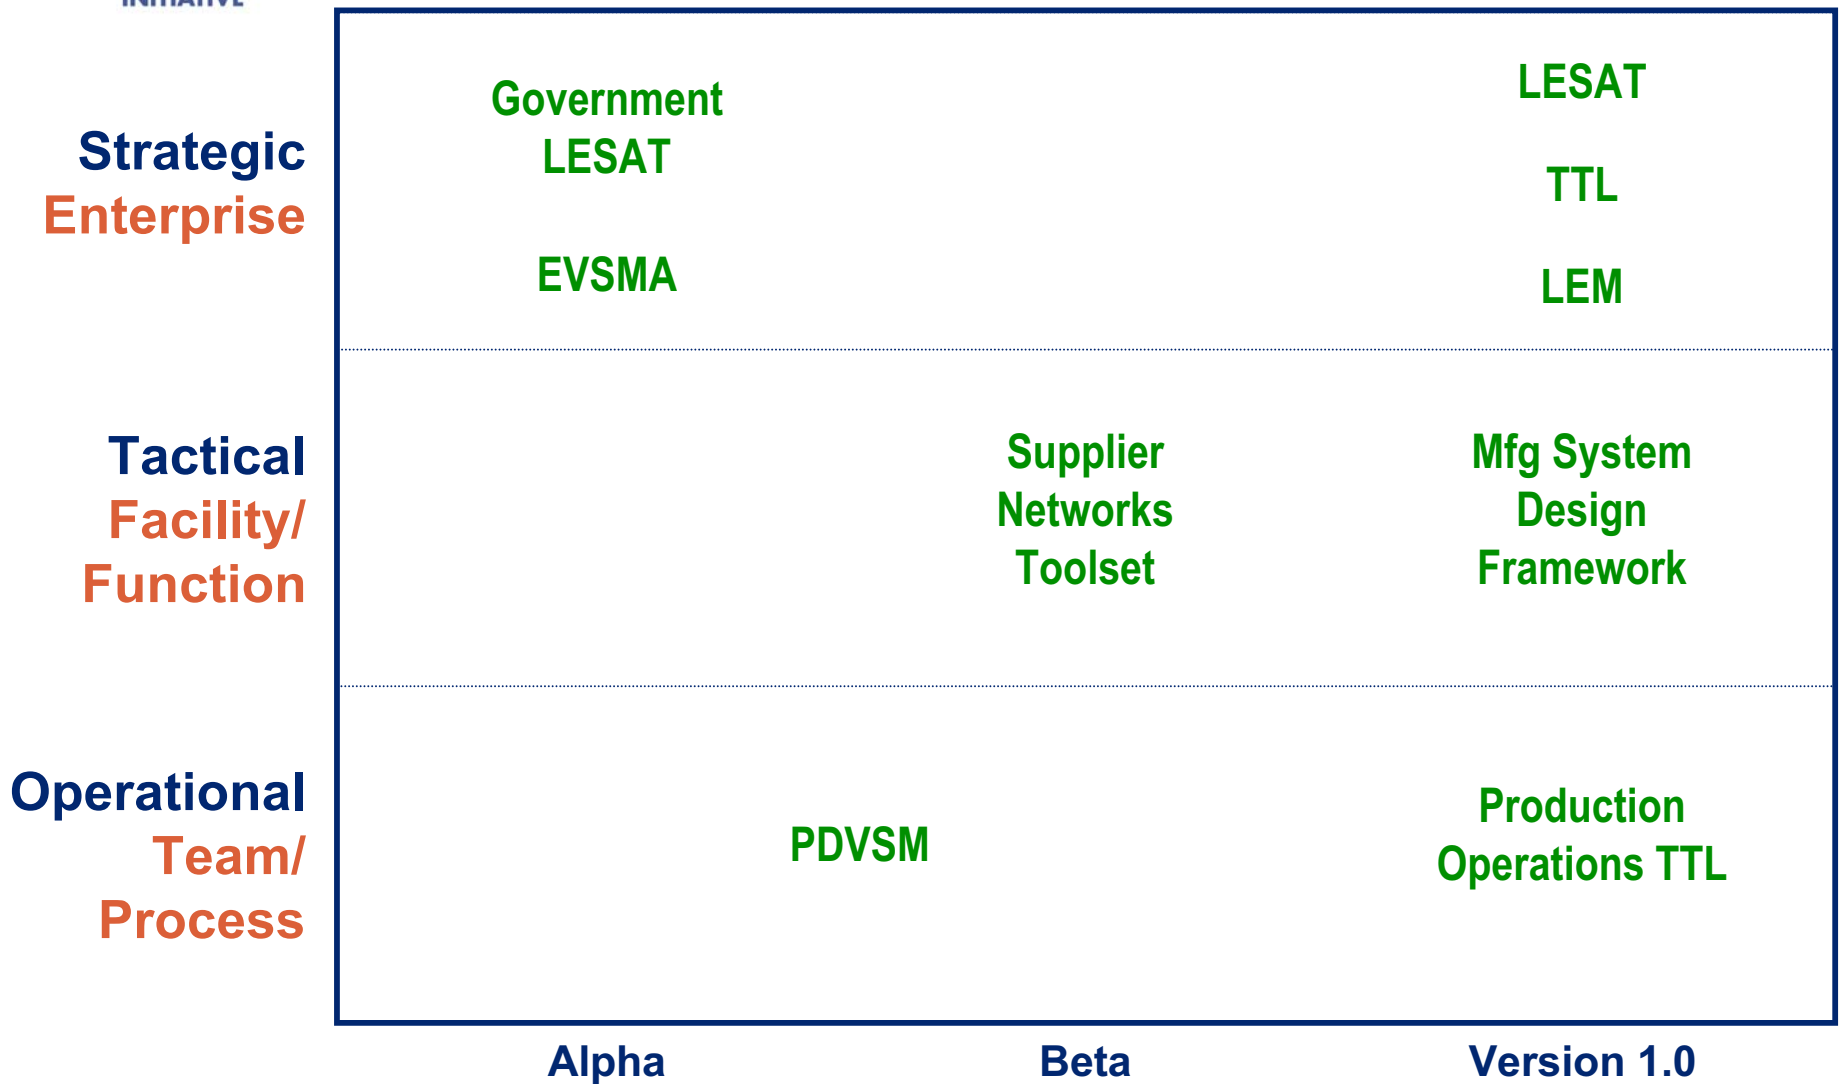 INITIATIVE
Strategic
Enterprise
Government
LESAT
EVSMA
LESAT
TTL
LEM
Tactical
Facility/
Function
Supplier
Networks
Toolset
Mfg System
Design
Framework
Operational
Team/
Process
PDVSM
Production
Operations TTL
Alpha
Beta
Version 1.0